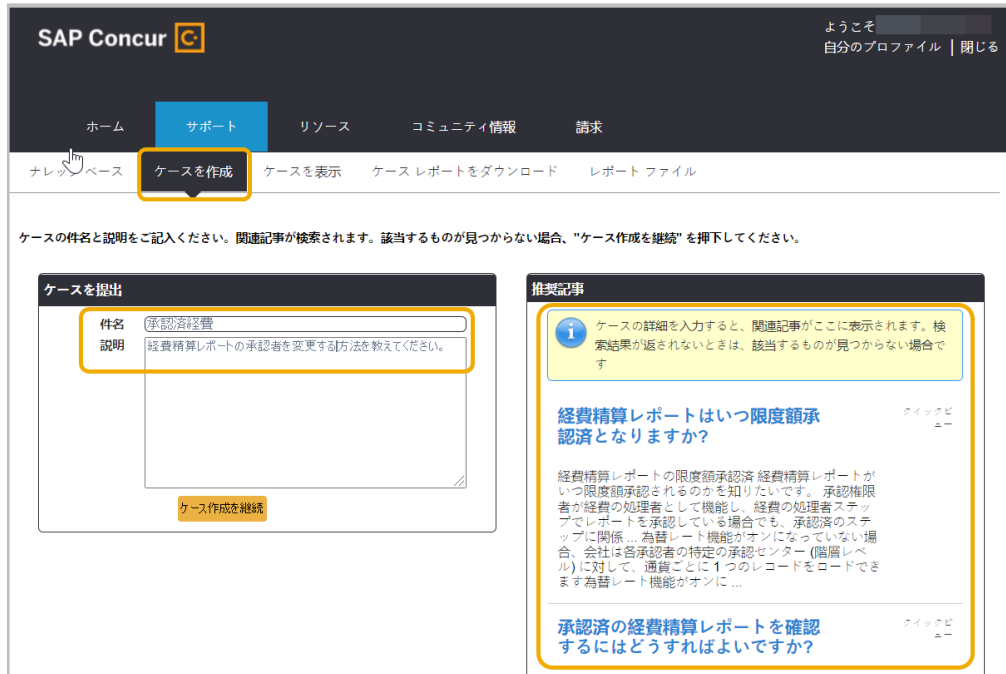 SAP Concur C
ようこそ
自分のプロファイル | 閉じる
ホーム サポート リソース コミュニティ情報 請求
ナレッジベース ケースを作成 ケースを表示 ケース レポートをダウンロード レポート ファイル
ケースの件名と説明をご記入ください。関連記事が検索されます。該当するものが見つからない場合、"ケース作成を継続" を押下してください。
ケースを提出
件名 承認済経費
説明 経費精算レポートの承認者を変更する方法を教えてください。
ケース作成を継続
推奨記事
ケースの詳細を入力すると、関連記事がここに表示されます。検
索結果が返されないときは、該当するものが見つからない場合で
す
経費精算レポートはいつ限度額承
認済となりますか?
クイックビ
ュー
経費精算レポートの限度額承認済 経費精算レポートが
いつ限度額承認されるのかを知りたいです。 承認権限
者が経費の処理者として機能し、経費の処理者ステッ
プでレポートを承認している場合でも、承認済のステ
ップに関係 ... 為替レート機能がオンになっていない場
合、会社は各承認者の特定の承認センター (階層レベ
ル) に対して、通貨ごとに 1 つのレコードをロードでき
ます為替レート機能がオンに ...
承認済の経費精算レポートを確認
するにはどうすればよいですか?
クイックビ
ュー